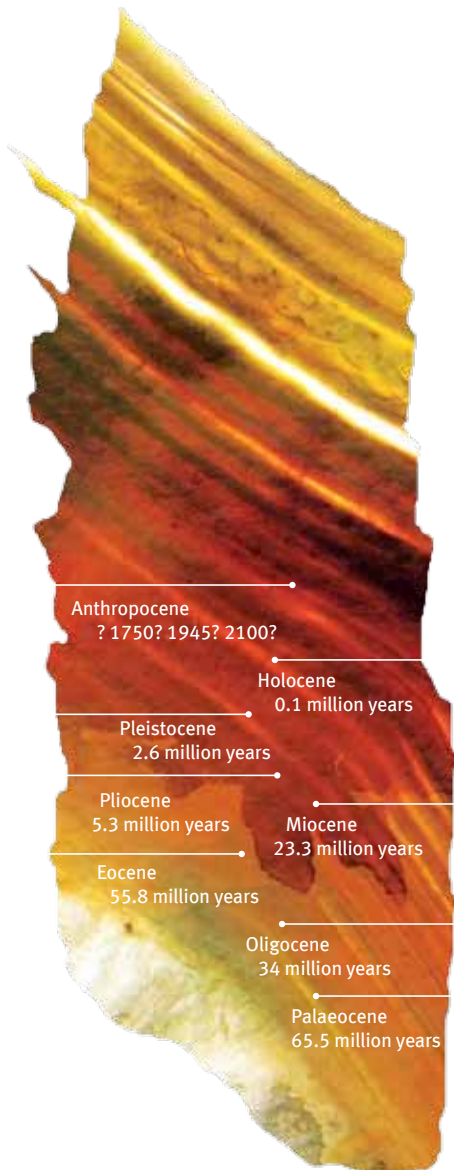 Anthropocene
? 1750? 1945? 2100?
Holocene
0.1 million years
Pleistocene
2.6 million years
Pliocene
5.3 million years
Miocene
23.3 million years
Eocene
55.8 million years
Oligocene
34 million years
Palaeocene
65.5 million years